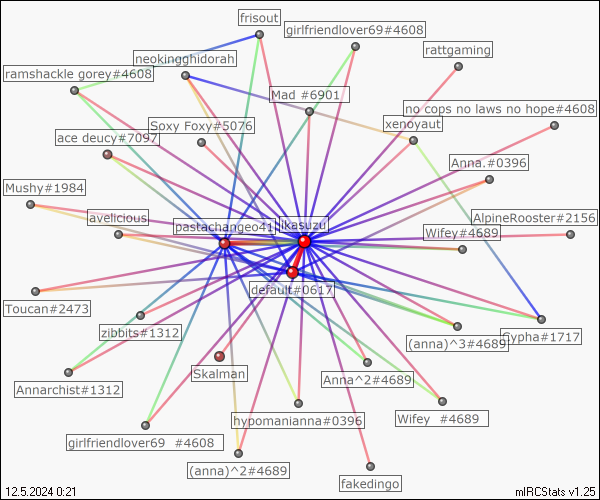 frisout
girlfriendlover69#4608
rattgaming
neokingghidorah
ramshackle gorey#4608
Mad #6901
no cops no laws no hope#4608
xenoyaut
Soxy Foxy#5076
ace deucy#7097
Anna.#0396
Mushy#1984
avelicious
pastachangeo41
ikasuzu
AlpineRooster#2156
Wifey#4689
default#0617
Toucan#2473
zibbits#1312
(anna)^3#4689
Cypha#1717
Skalman
Anna^2#4689
Annarchist#1312
hypomanianna#0396
Wifey  #4689
girlfriendlover69  #4608
(anna)^2#4689
fakedingo
12.5.2024 0:21
mIRCStats v1.25